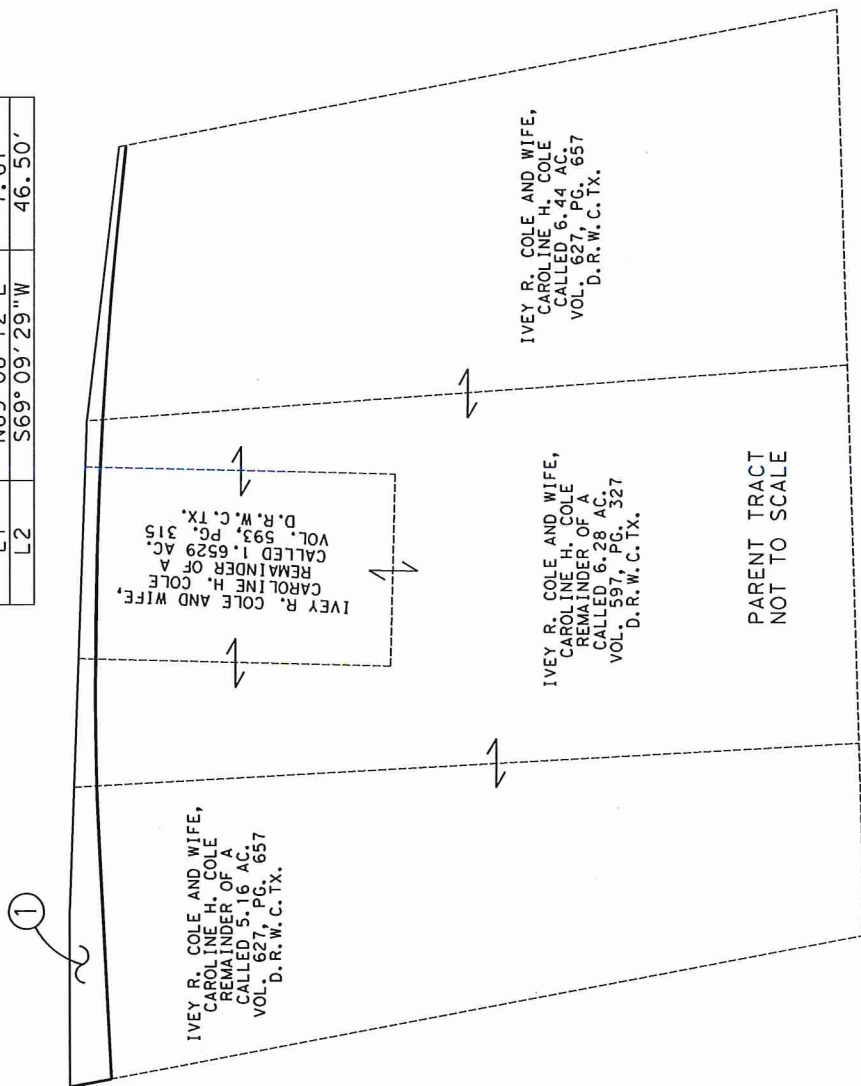 L2 S69° 09' 29"W 46.50'
1
IVEY R. COLE AND WIFE,
CAROLINE H. COLE
REMAINDER OF A
CALLED 5.16 AC.
VOL. 627, PG. 657
D.R.W.C.TX.
IVEY R. COLE AND WIFE,
CAROLINE H. COLE
REMAINDER OF A
CALLED 1.6529 AC.
VOL. 593, PG. 315
D.R.W.C.TX.
IVEY R. COLE AND WIFE,
CAROLINE H. COLE
REMAINDER OF A
CALLED 6.28 AC.
VOL. 597, PG. 327
D.R.W.C.TX.
IVEY R. COLE AND WIFE,
CAROLINE H. COLE
CALLED 6.44 AC.
VOL. 627, PG. 657
D.R.W.C.TX.
PARENT TRACT
NOT TO SCALE